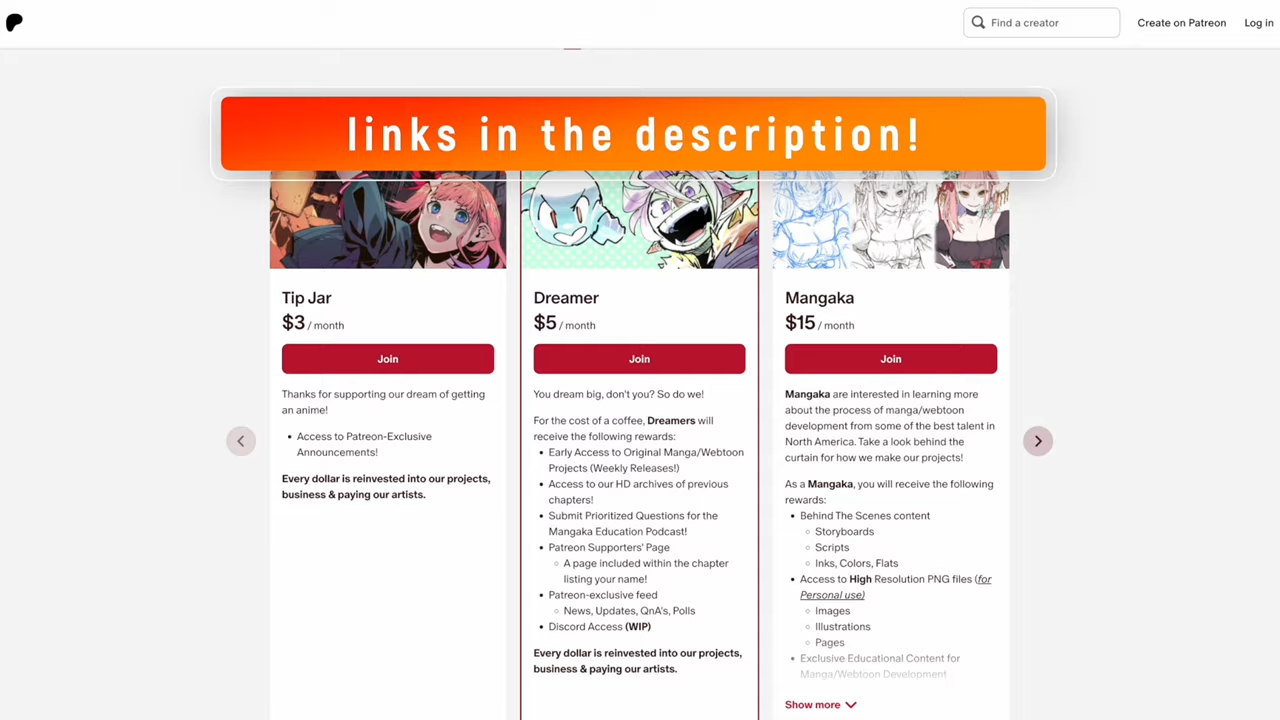 Find a creator
Create on Patreon
Log in
links in the description!
Tip Jar
$3 / month
Join
Thanks for supporting our dream of getting
an anime!
• Access to Patreon-Exclusive
Announcements!
Every dollar is reinvested into our projects,
business & paying our artists.
Dreamer
$5 / month
Join
You dream big, don't you? So do we!
For the cost of a coffee, Dreamers will
receive the following rewards:
• Early Access to Original Manga/Webtoon
Projects (Weekly Releases!)
• Access to our HD archives of previous
chapters!
• Submit Prioritized Questions for the
Mangaka Education Podcast!
• Patreon Supporters' Page
◦ A page included within the chapter
listing your name!
• Patreon-exclusive feed
◦ News, Updates, QnA's, Polls
• Discord Access (WIP)
Every dollar is reinvested into our projects,
business & paying our artists.
Mangaka
$15 / month
Join
Mangaka are interested in learning more
about the process of manga/webtoon
development from some of the best talent in
North America. Take a look behind the
curtain for how we make our projects!
As a Mangaka, you will receive the following
rewards:
• Behind The Scenes content
◦ Storyboards
◦ Scripts
◦ Inks, Colors, Flats
• Access to High Resolution PNG files (for
Personal use)
◦ Images
◦ Illustrations
◦ Pages
• Exclusive Educational Content for
Manga/Webtoon Development
Show more